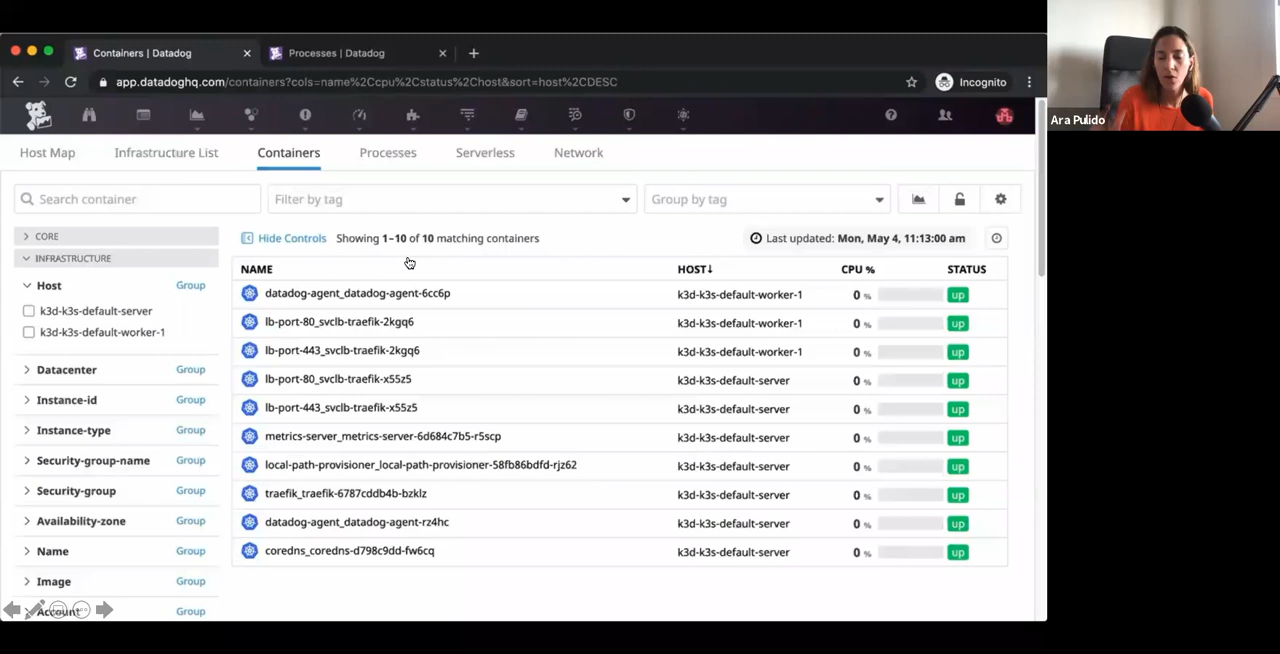 Containers | Datadog
Processes | Datadog
app.datadoghq.com/containers?cols=name%2Ccpu%2Cstatus%2Chost&sort=host%2CDESC
Incognito
Ara Pulido
Host Map Infrastructure List Containers Processes Serverless Network
Search container Filter by tag Group by tag
CORE
INFRASTRUCTURE
Host Group
k3d-k3s-default-server
k3d-k3s-default-worker-1
Datacenter Group
Instance-id Group
Instance-type Group
Security-group-name Group
Security-group Group
Availability-zone Group
Name Group
Image Group
Account Group
Hide Controls Showing 1–10 of 10 matching containers Last updated: Mon, May 4, 11:13:00 am
NAME HOST↓ CPU % STATUS
datadog-agent_datadog-agent-6cc6p k3d-k3s-default-worker-1 0 % up
lb-port-80_svclb-traefik-2kgq6 k3d-k3s-default-worker-1 0 % up
lb-port-443_svclb-traefik-2kgq6 k3d-k3s-default-worker-1 0 % up
lb-port-80_svclb-traefik-x55z5 k3d-k3s-default-server 0 % up
lb-port-443_svclb-traefik-x55z5 k3d-k3s-default-server 0 % up
metrics-server_metrics-server-6d684c7b5-r5scp k3d-k3s-default-server 0 % up
local-path-provisioner_local-path-provisioner-58fb86bdfd-rjz62 k3d-k3s-default-server 0 % up
traefik_traefik-6787cddb4b-bzklz k3d-k3s-default-server 0 % up
datadog-agent_datadog-agent-rz4hc k3d-k3s-default-server 0 % up
coredns_coredns-d798c9dd-fw6cq k3d-k3s-default-server 0 % up